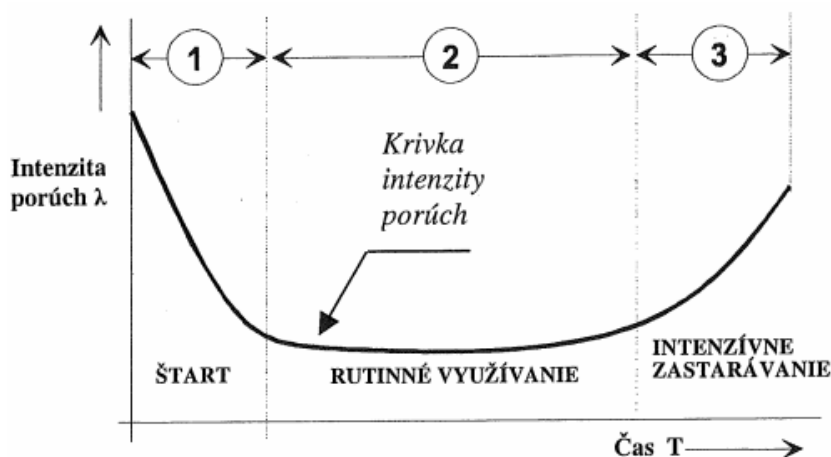 1
2
3
Krivka
intenzity
porúch
Intenzita
porúch λ
ŠTART
RUTINNÉ VYUŽÍVANIE
INTENZÍVNE
ZASTARÁVANIE
Čas T